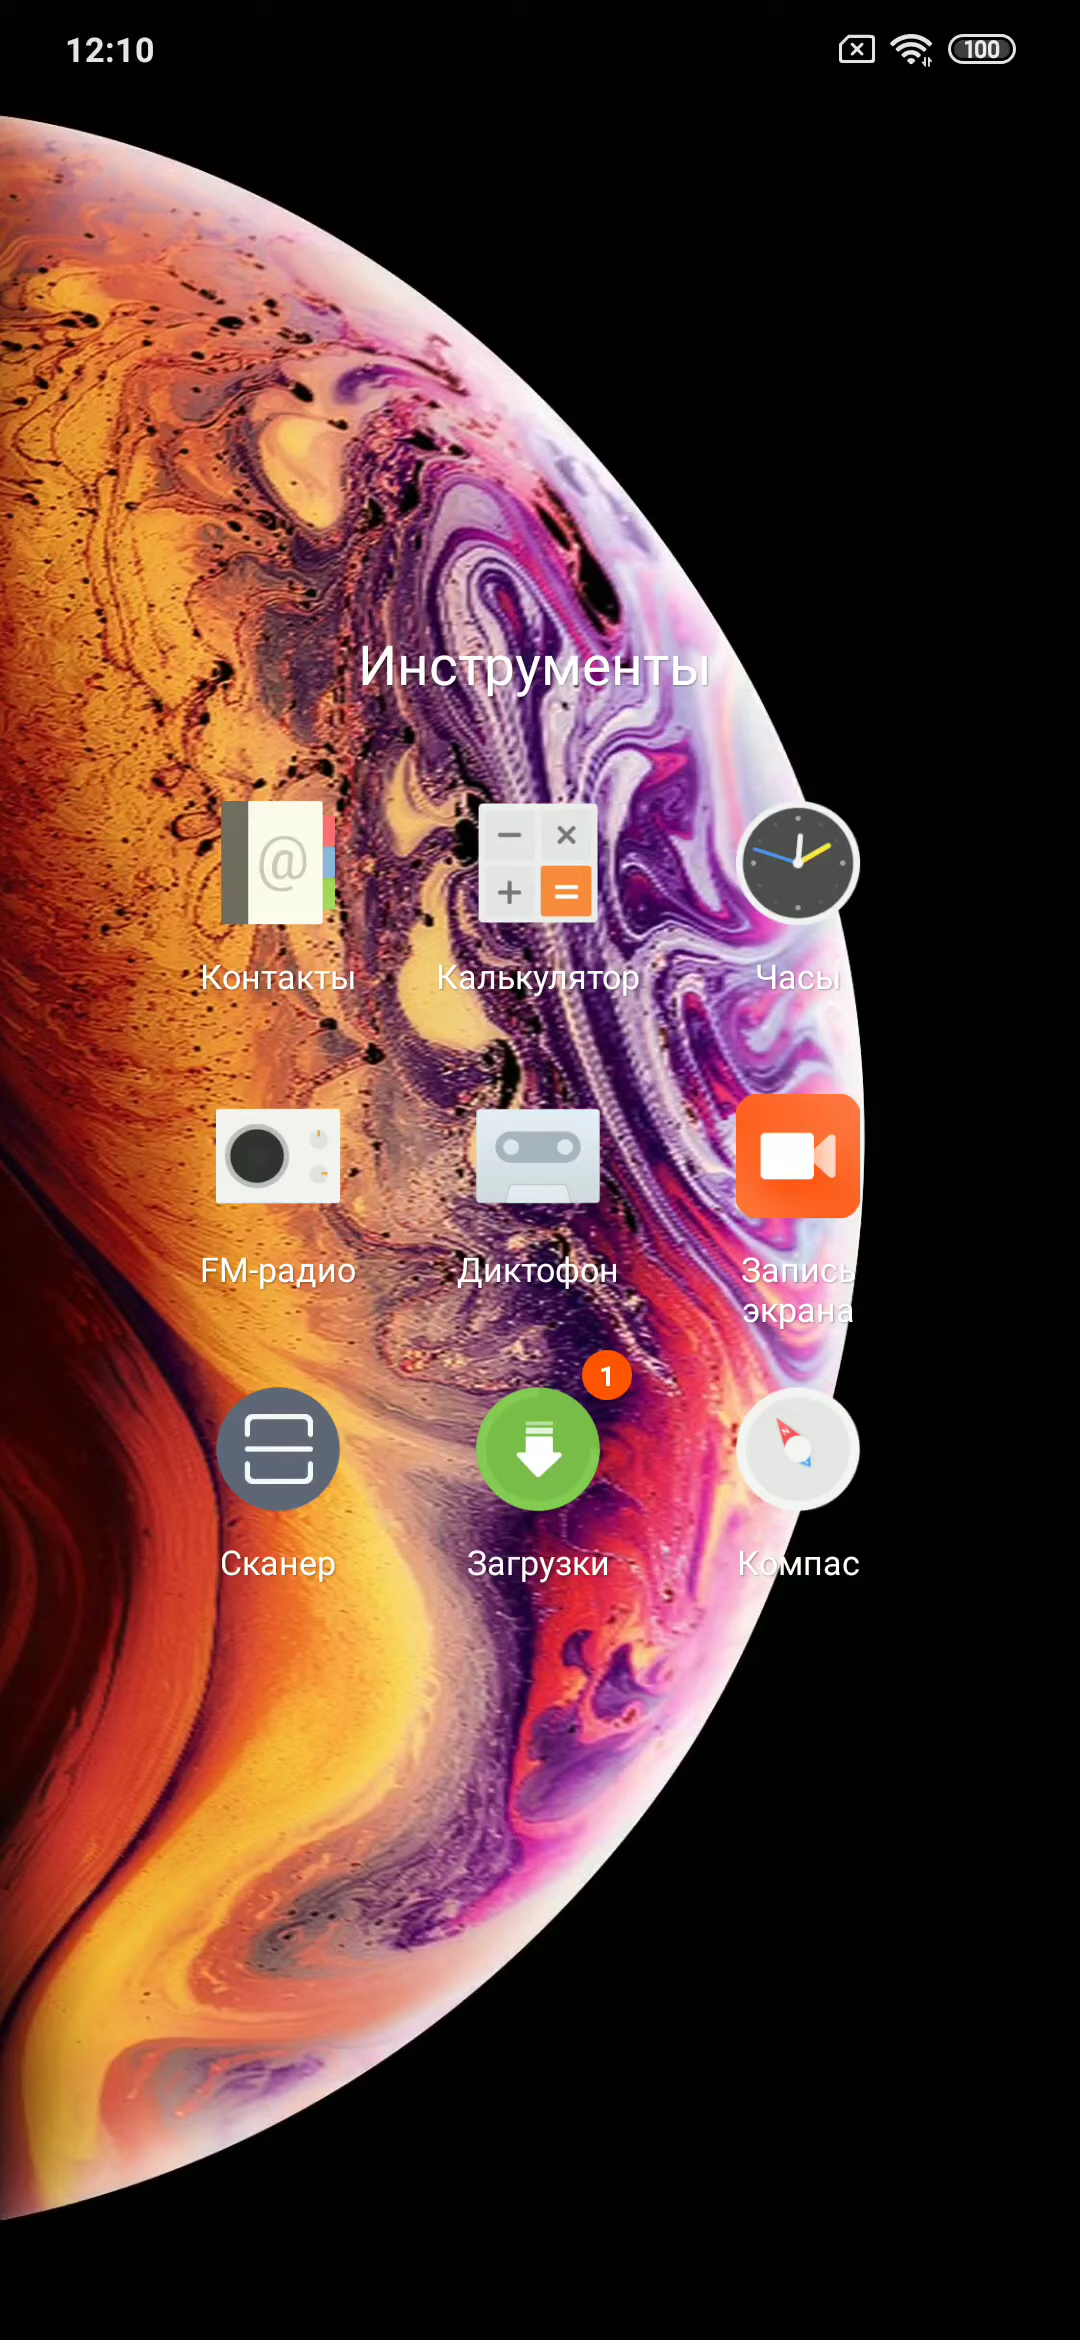 12:10
100
Инструменты
@
Контакты
Калькулятор
Часы
FM-радио
Диктофон
Запись
экрана
1
Сканер
Загрузки
Компас